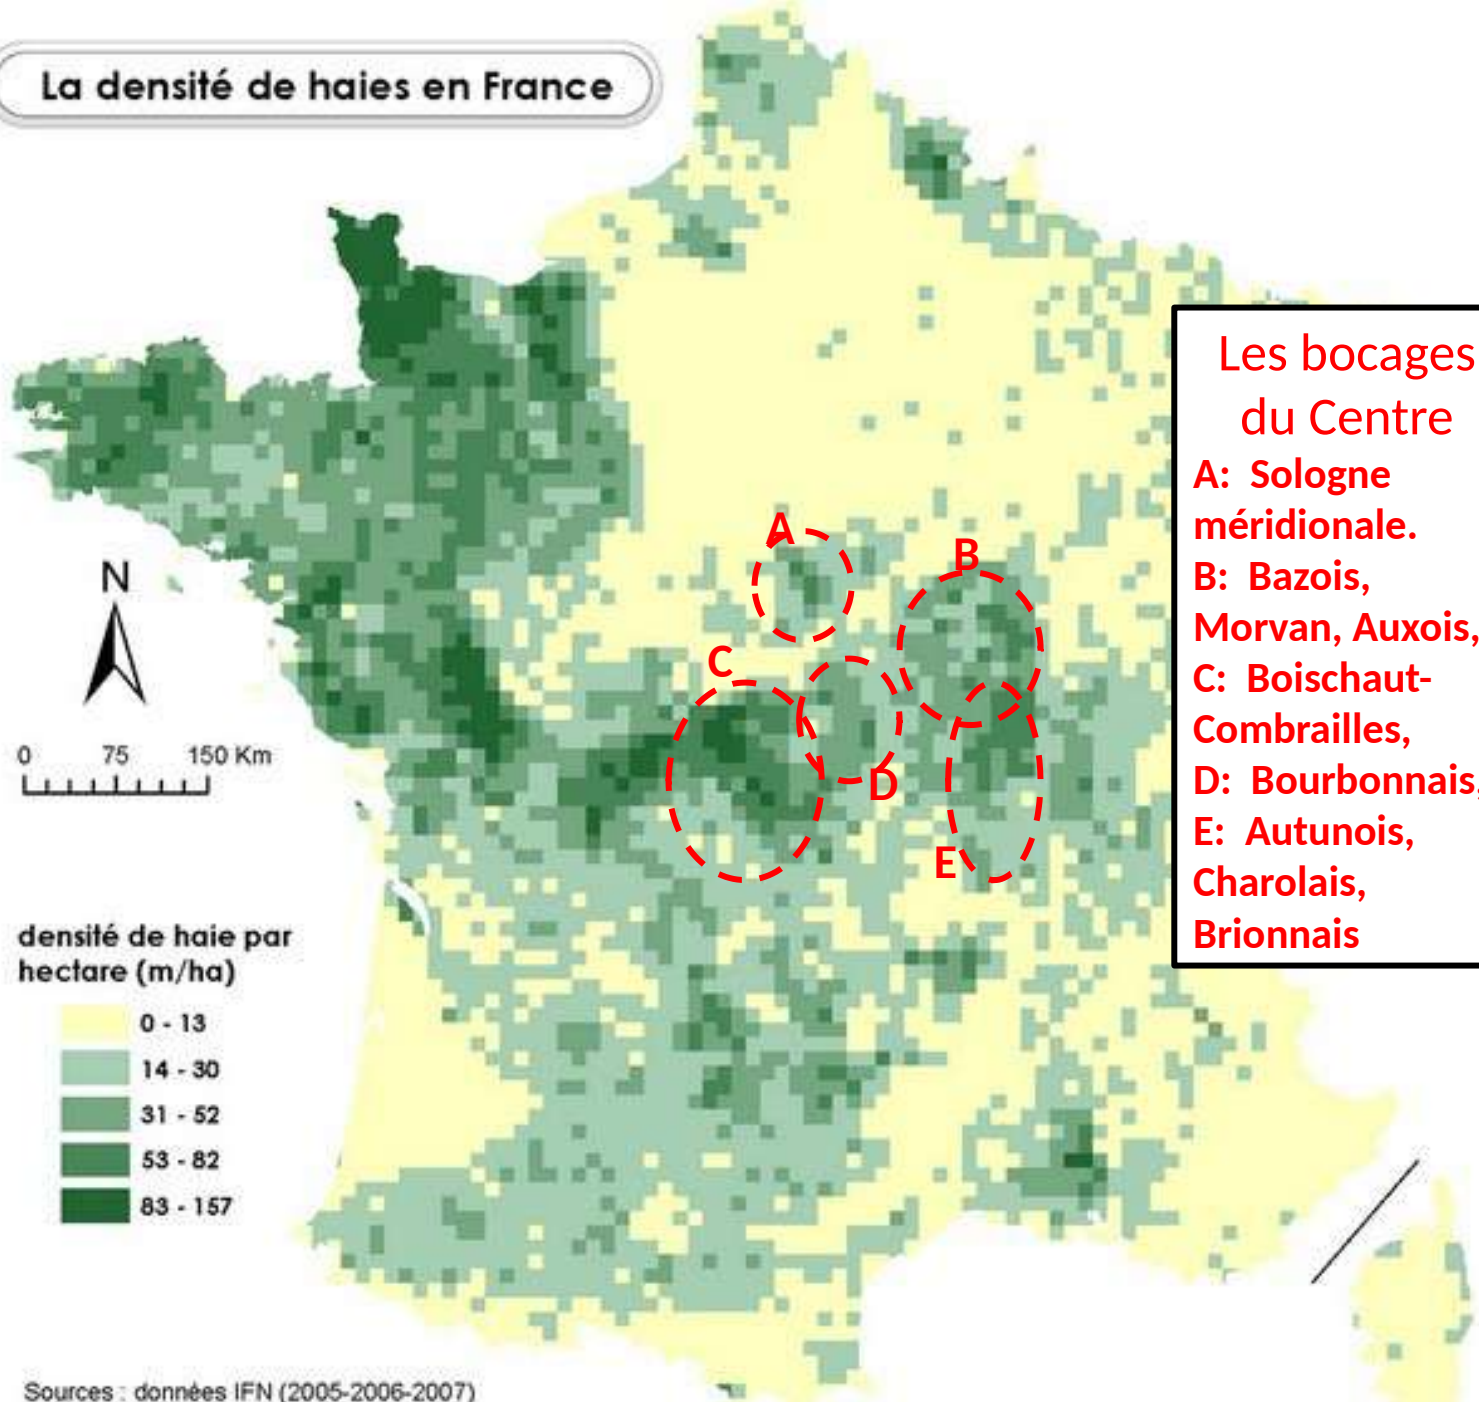 La densité de haies en France
A
B
C
D
E
N
0 75 150 Km
densité de haie par
hectare (m/ha)
0 - 13
14 - 30
31 - 52
53 - 82
83 - 157
Sources : données IFN (2005-2006-2007)
Les bocages
du Centre
A: Sologne
méridionale.
B: Bazois,
Morvan, Auxois,
C: Boischaut-
Combrailles,
D: Bourbonnais,
E: Autunois,
Charolais,
Brionnais